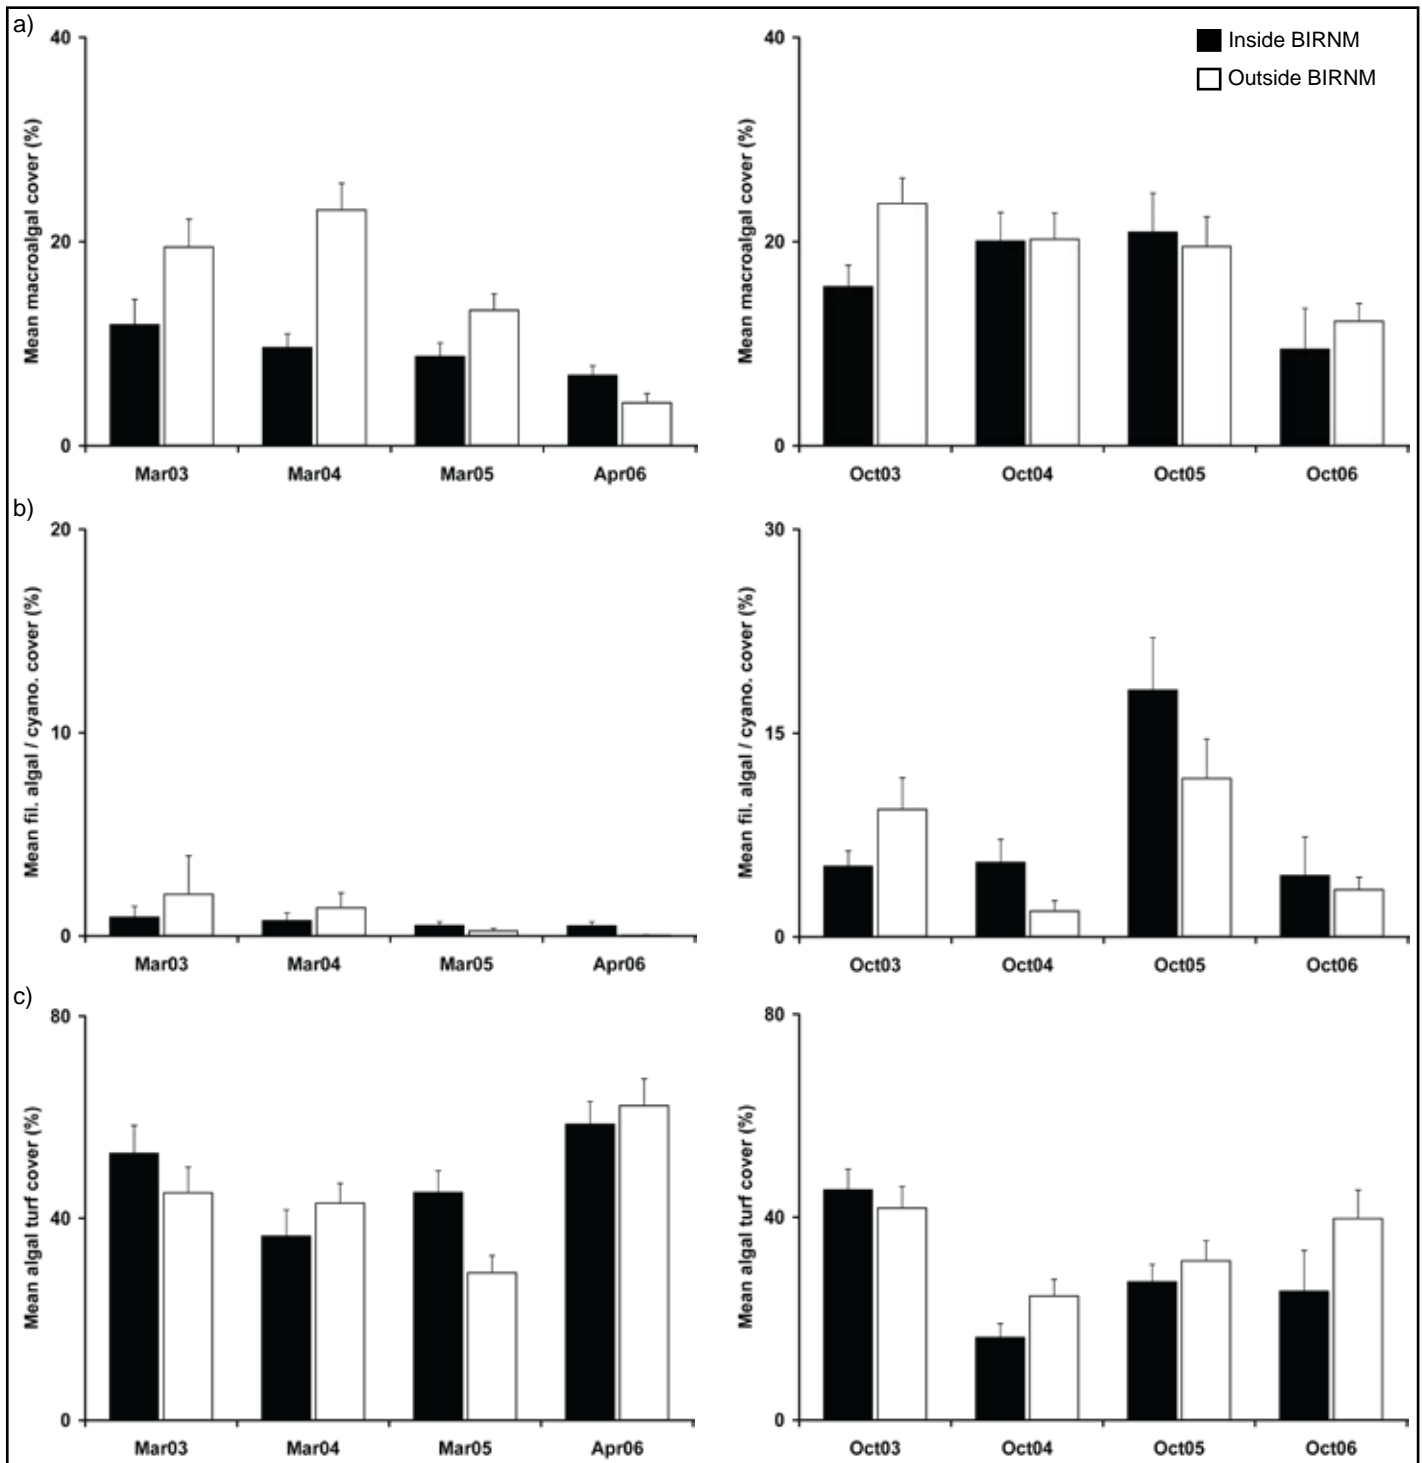 a)
Mean macroalgal cover (%)
40
20
0
Mar03 Mar04 Mar05 Apr06
Mean macroalgal cover (%)
40
20
0
Oct03 Oct04 Oct05 Oct06
Inside BIRNM
Outside BIRNM
b)
Mean fil. algal / cyano. cover (%)
20
10
0
Mar03 Mar04 Mar05 Apr06
Mean fil. algal / cyano. cover (%)
30
15
0
Oct03 Oct04 Oct05 Oct06
c)
Mean algal turf cover (%)
80
40
0
Mar03 Mar04 Mar05 Apr06
Mean algal turf cover (%)
80
40
0
Oct03 Oct04 Oct05 Oct06